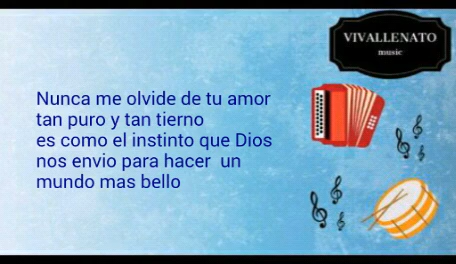 VIVALLENATO
music
Nunca me olvide de tu amor
tan puro y tan tierno
es como el instinto que Dios
nos envio para hacer un
mundo mas bello